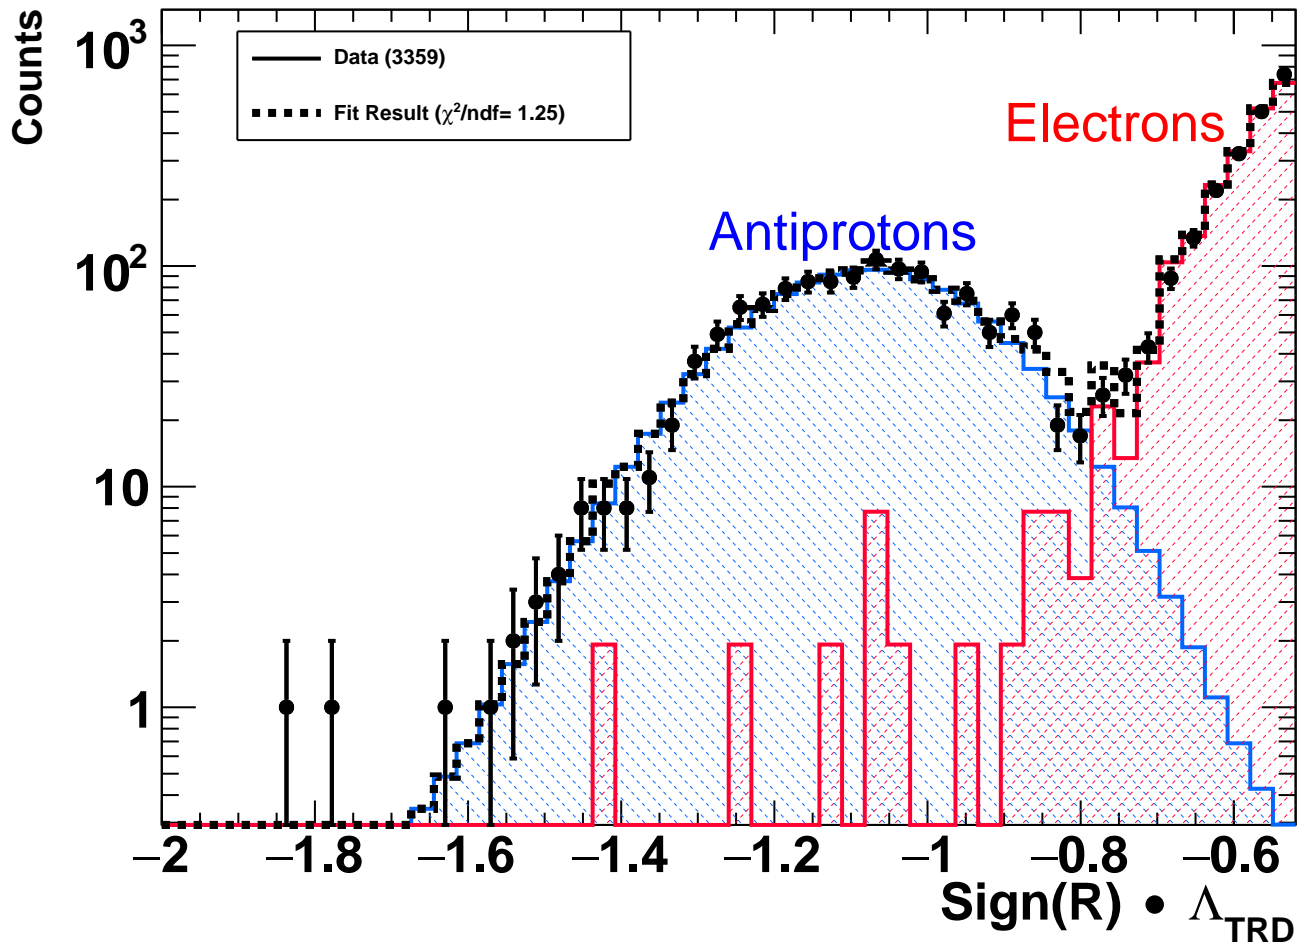 Counts
10³
10²
10
1
Data (3359)
Fit Result (χ²/ndf= 1.25)
Electrons
Antiprotons
−2 −1.8 −1.6 −1.4 −1.2 −1 −0.8 −0.6
Sign(R) • Λ_TRD